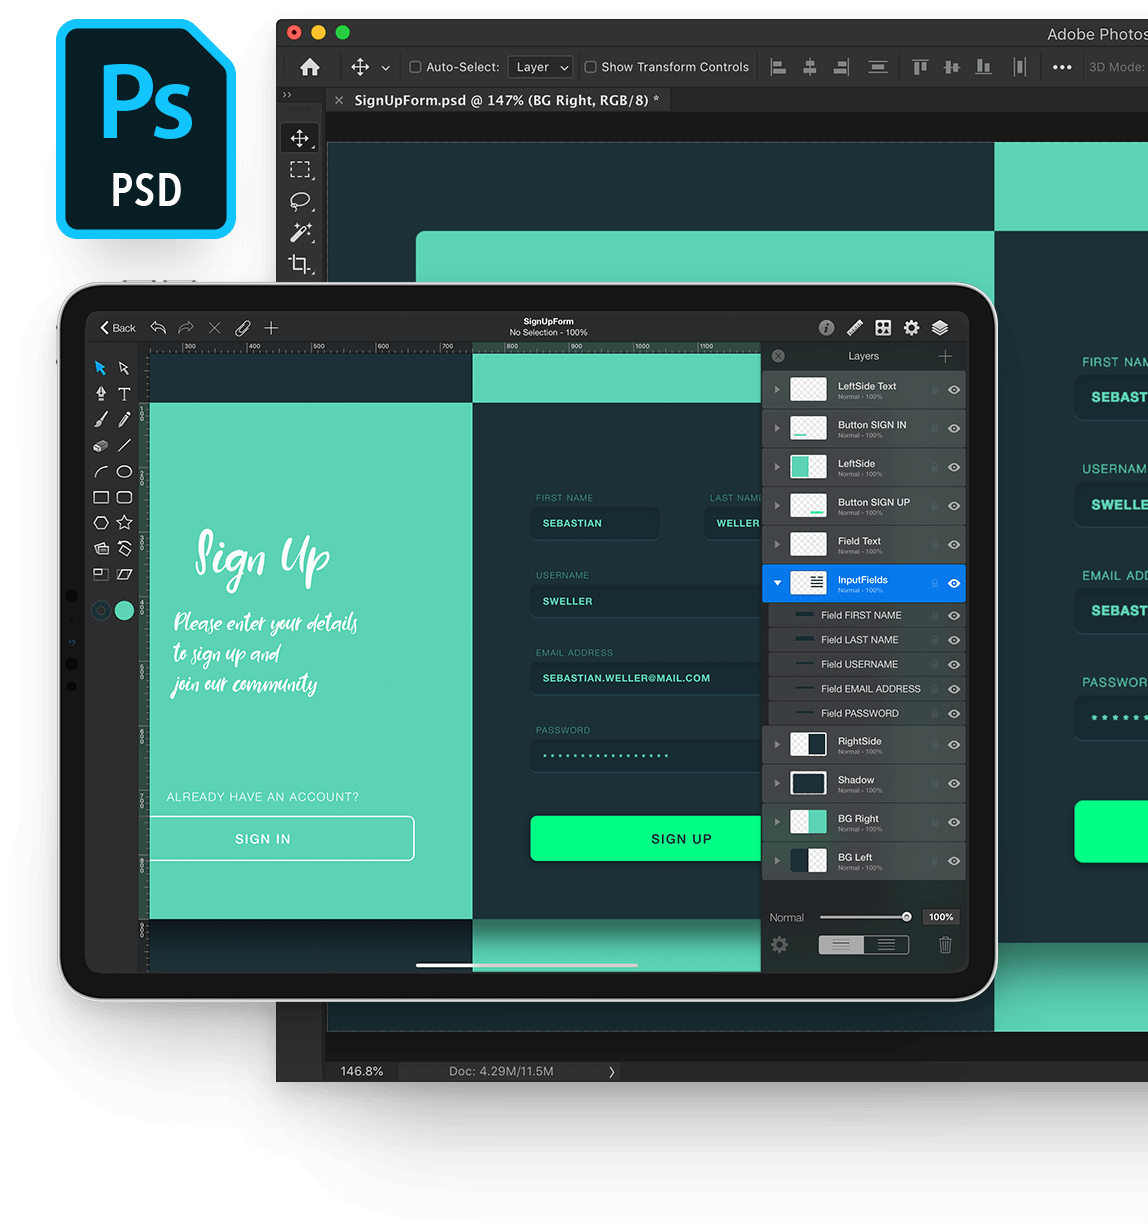 Ps
PSD
Adobe Photos
Auto-Select:
Layer
Show Transform Controls
3D Mode:
SignUpForm.psd @ 147% (BG Right, RGB/8) *
FIRST NAM
SEBAST
USERNAM
SWELLE
EMAIL ADD
SEBAST
PASSWOR
* * * * * *
146.8%
Doc: 4.29M/11.5M
Back
SignUpForm
No Selection - 100%
300 400 500 600 700 800 900 1000 1100
Sign Up
Please enter your details
to sign up and
join our community
ALREADY HAVE AN ACCOUNT?
SIGN IN
FIRST NAME
SEBASTIAN
LAST NAME
WELLER
USERNAME
SWELLER
EMAIL ADDRESS
SEBASTIAN.WELLER@MAIL.COM
PASSWORD
* * * * * * * * * * * * * * * * *
SIGN UP
Layers
LeftSide Text
Normal - 100%
Button SIGN IN
Normal - 100%
LeftSide
Normal - 100%
Button SIGN UP
Normal - 100%
Field Text
Normal - 100%
InputFields
Normal - 100%
Field FIRST NAME
Field LAST NAME
Field USERNAME
Field EMAIL ADDRESS
Field PASSWORD
RightSide
Normal - 100%
Shadow
Normal - 100%
BG Right
Normal - 100%
BG Left
Normal - 100%
Normal
100%